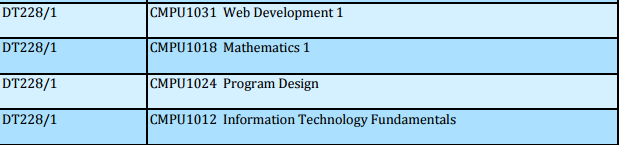 DT228/1 CMPU1031 Web Development 1
DT228/1 CMPU1018 Mathematics 1
DT228/1 CMPU1024 Program Design
DT228/1 CMPU1012 Information Technology Fundamentals